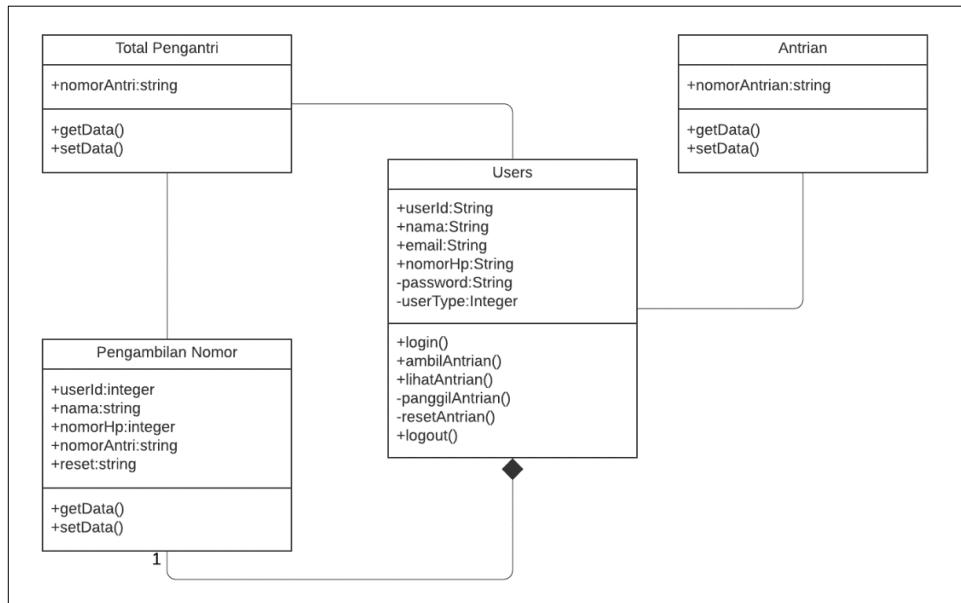 Total Pengantri
+nomorAntri:string
+getData()
+setData()
Antrian
+nomorAntrian:string
+getData()
+setData()
Users
+userId:String
+nama:String
+email:String
+nomorHp:String
-password:String
-userType:Integer
+login()
+ambilAntrian()
+lihatAntrian()
-panggilAntrian()
-resetAntrian()
+logout()
Pengambilan Nomor
+userId:integer
+nama:string
+nomorHp:integer
+nomorAntri:string
+reset:string
+getData()
+setData()
1